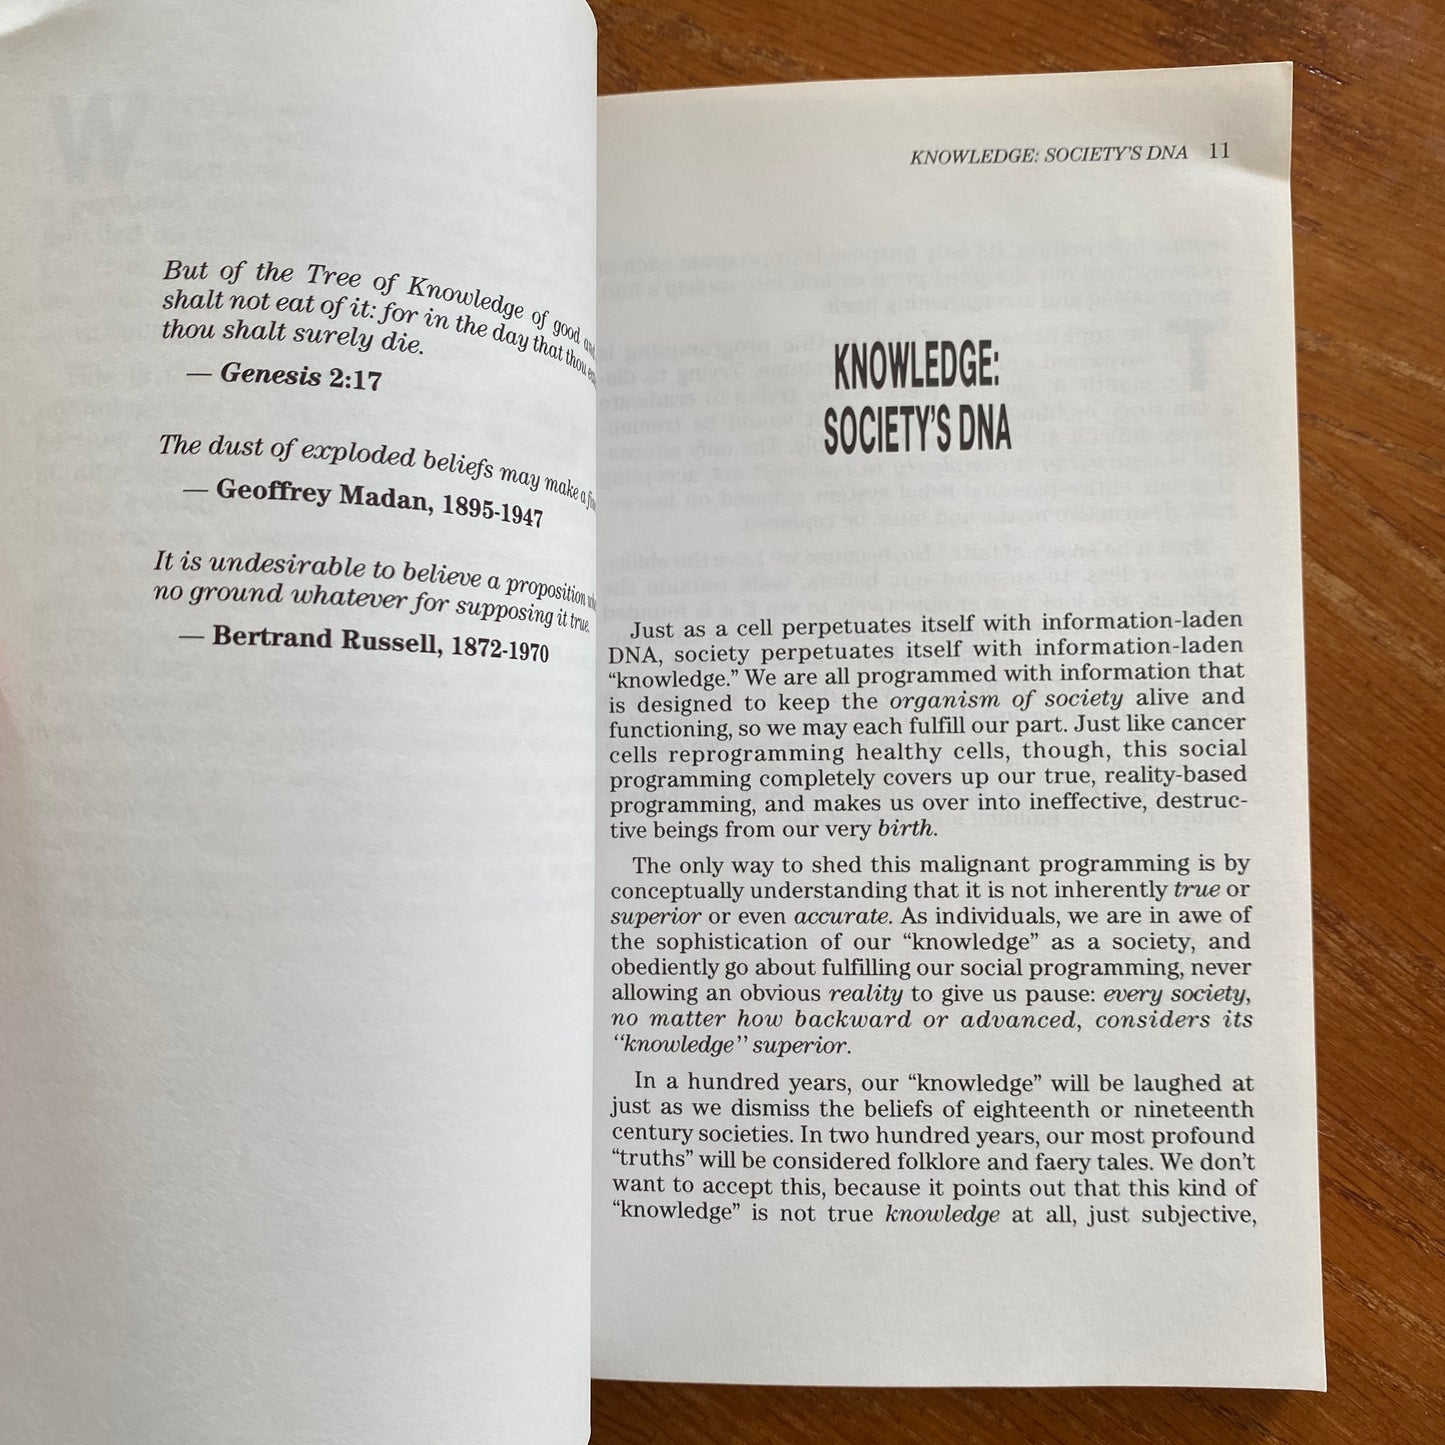 But of the Tree of Knowledge of good and
shalt not eat of it: for in the day that thou
thou shalt surely die.
— Genesis 2:17
The dust of exploded beliefs may make a
— Geoffrey Madan, 1895-1947
It is undesirable to believe a proposition
no ground whatever for supposing it true.
— Bertrand Russell, 1872-1970
KNOWLEDGE: SOCIETY'S DNA 11
KNOWLEDGE:
SOCIETY'S DNA
Just as a cell perpetuates itself with information-laden
DNA, society perpetuates itself with information-laden
“knowledge.” We are all programmed with information that
is designed to keep the organism of society alive and
functioning, so we may each fulfill our part. Just like cancer
cells reprogramming healthy cells, though, this social
programming completely covers up our true, reality-based
programming, and makes us over into ineffective, destruc-
tive beings from our very birth.
The only way to shed this malignant programming is by
conceptually understanding that it is not inherently true or
superior or even accurate. As individuals, we are in awe of
the sophistication of our “knowledge” as a society, and
obediently go about fulfilling our social programming, never
allowing an obvious reality to give us pause: every society,
no matter how backward or advanced, considers its
“knowledge” superior.
In a hundred years, our “knowledge” will be laughed at
just as we dismiss the beliefs of eighteenth or nineteenth
century societies. In two hundred years, our most profound
“truths” will be considered folklore and faery tales. We don't
want to accept this, because it points out that this kind of
“knowledge” is not true knowledge at all, just subjective,